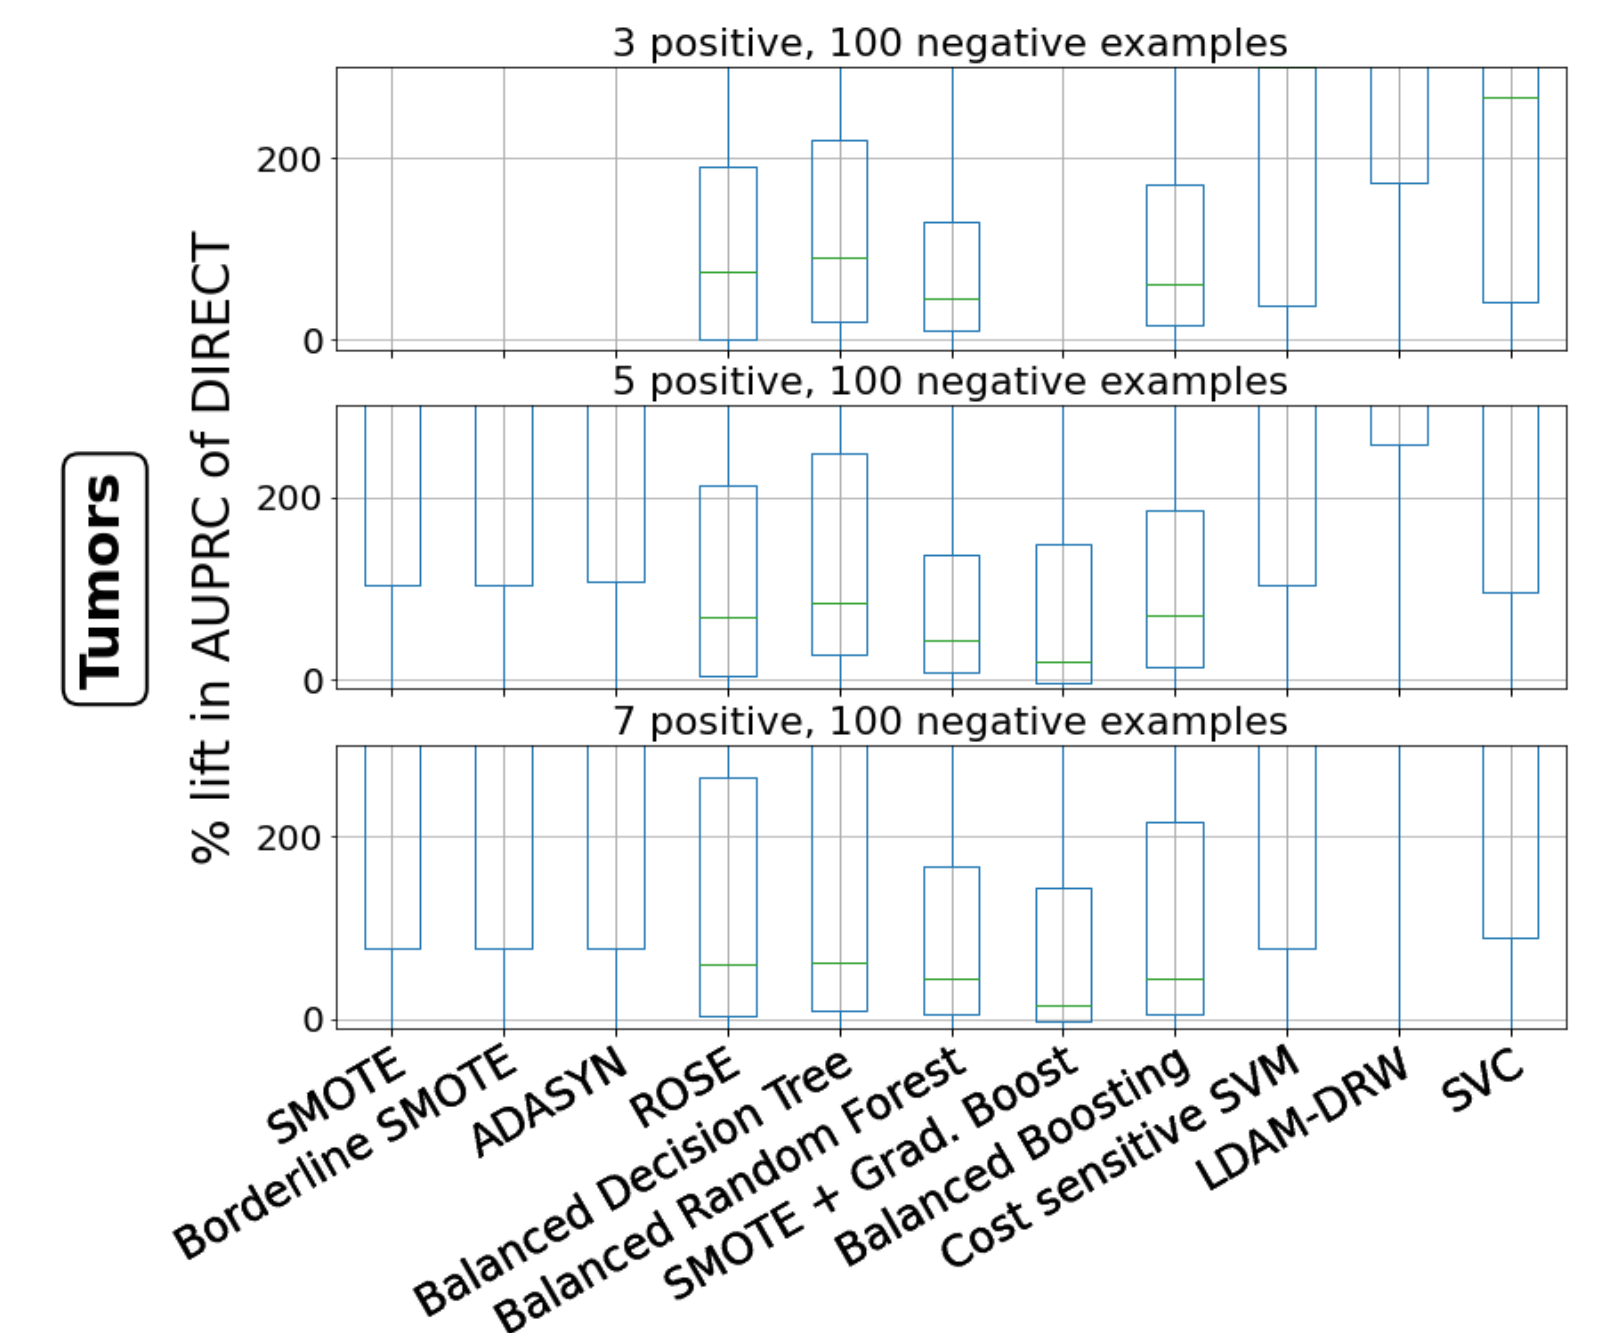 3 positive, 100 negative examples
200
0
5 positive, 100 negative examples
200
0
7 positive, 100 negative examples
200
0
Tumors
% lift in AUPRC of DIRECT
SMOTE
Borderline SMOTE
ADASYN
ROSE
Balanced Decision Tree
Balanced Random Forest
SMOTE + Grad. Boost
Balanced Boosting
Cost sensitive SVM
LDAM-DRW
SVC